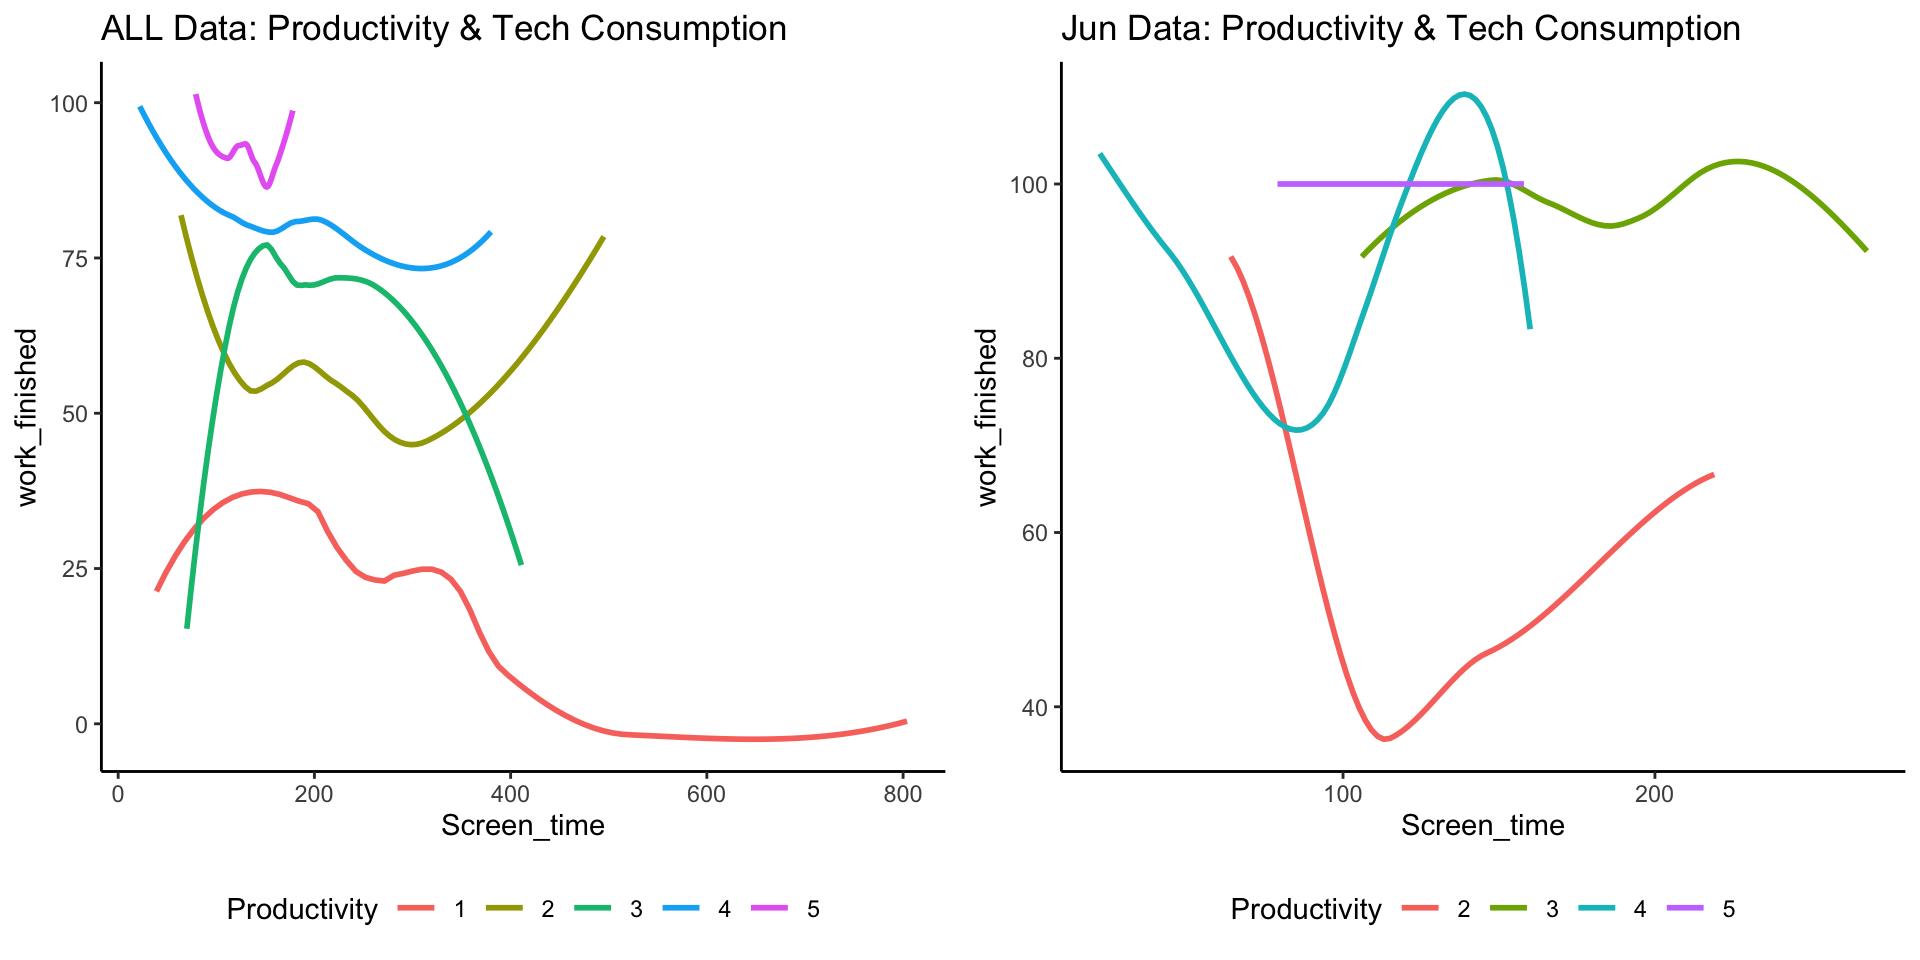 ALL Data: Productivity & Tech Consumption
100
75
50
25
0
work_finished
0 200 400 600 800
Screen_time
Productivity 1 2 3 4 5
Jun Data: Productivity & Tech Consumption
100
80
60
40
work_finished
100 200
Screen_time
Productivity 2 3 4 5